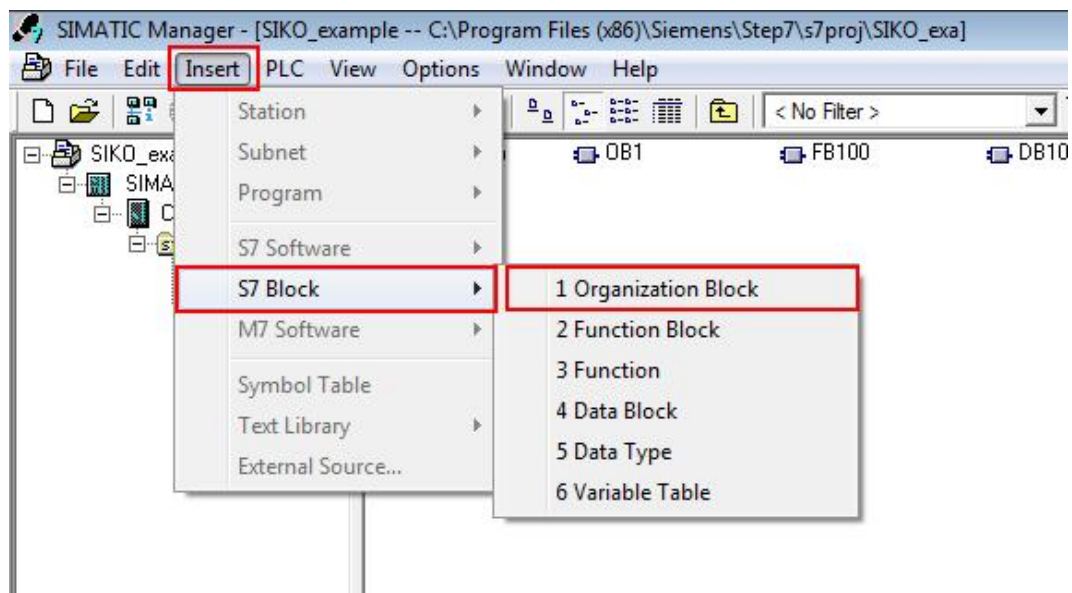 SIMATIC Manager - [SIKO_example -- C:\Program Files (x86)\Siemens\Step7\s7proj\SIKO_exa]
File Edit Insert PLC View Options Window Help
< No Filter >
Station
Subnet
Program
S7 Software
S7 Block
M7 Software
Symbol Table
Text Library
External Source...
SIKO_exa
SIMA
OB1 FB100 DB10
1 Organization Block
2 Function Block
3 Function
4 Data Block
5 Data Type
6 Variable Table